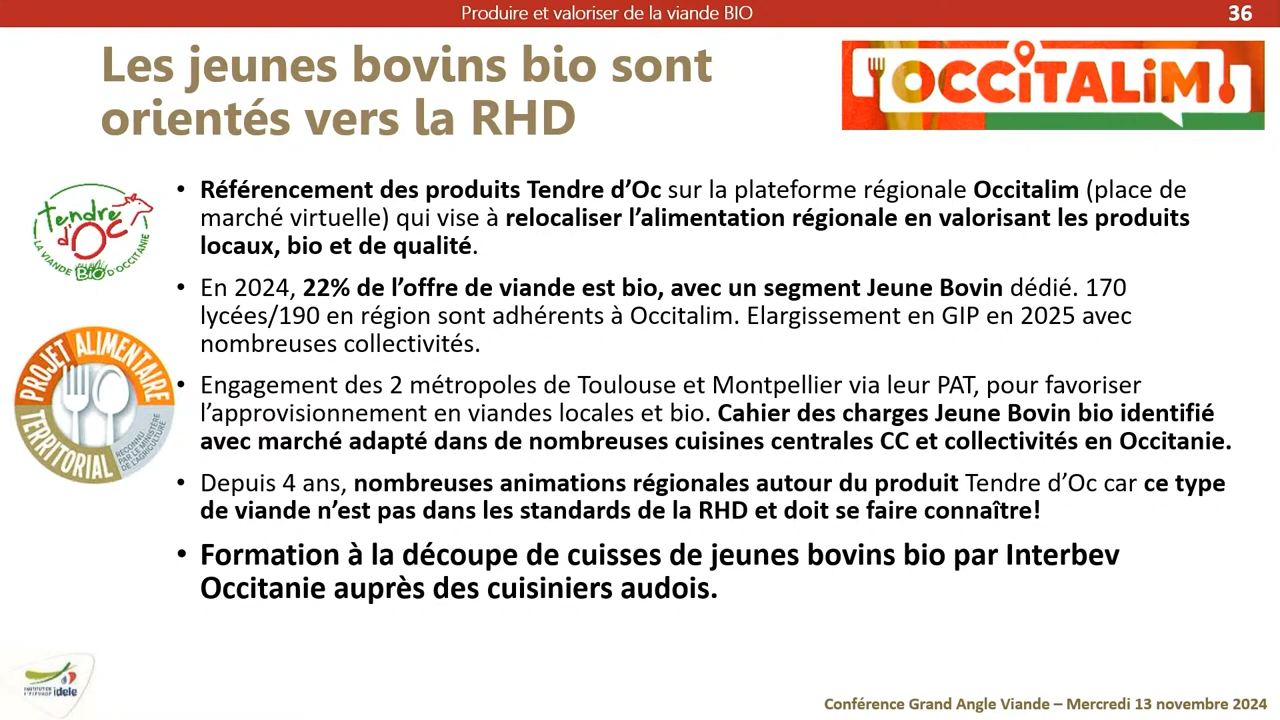 Produire et valoriser de la viande BIO
36
Les jeunes bovins bio sont
orientés vers la RHD
OCCiTALiM
• Référencement des produits Tendre d’Oc sur la plateforme régionale Occitalim (place de
marché virtuelle) qui vise à relocaliser l’alimentation régionale en valorisant les produits
locaux, bio et de qualité.
tendre
d'Oc
LA VIANDE BIO D'OCCITANIE
• En 2024, 22% de l’offre de viande est bio, avec un segment Jeune Bovin dédié. 170
lycées/190 en région sont adhérents à Occitalim. Elargissement en GIP en 2025 avec
nombreuses collectivités.
PROJET ALIMENTAIRE
TERRITORIAL
RECONNU
PAR LE MINISTÈRE
DE L'AGRICULTURE
• Engagement des 2 métropoles de Toulouse et Montpellier via leur PAT, pour favoriser
l’approvisionnement en viandes locales et bio. Cahier des charges Jeune Bovin bio identifié
avec marché adapté dans de nombreuses cuisines centrales CC et collectivités en Occitanie.
• Depuis 4 ans, nombreuses animations régionales autour du produit Tendre d’Oc car ce type
de viande n’est pas dans les standards de la RHD et doit se faire connaître!
• Formation à la découpe de cuisses de jeunes bovins bio par Interbev
Occitanie auprès des cuisiniers audois.
INSTITUT DE
L'ÉLEVAGE idele
Conférence Grand Angle Viande – Mercredi 13 novembre 2024